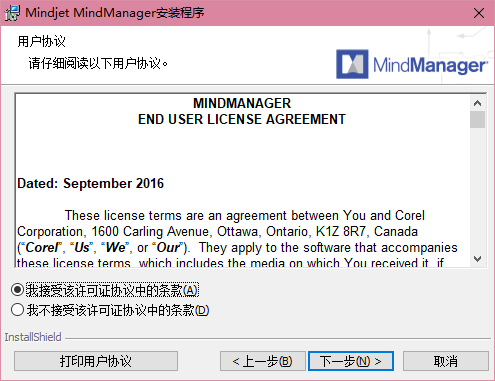 Mindjet MindManager安装程序
用户协议
请仔细阅读以下用户协议。
MindManager®
MINDMANAGER
END USER LICENSE AGREEMENT
Dated: September 2016
These license terms are an agreement between You and Corel
Corporation, 1600 Carling Avenue, Ottawa, Ontario, K1Z 8R7, Canada
(“Corel”, “Us”, “We”, or “Our”). They apply to the software that accompanies
these license terms, which includes the media on which You received it, if
我接受该许可证协议中的条款(A)
我不接受该许可证协议中的条款(D)
InstallShield
打印用户协议
< 上一步(B)
下一步(N) >
取消